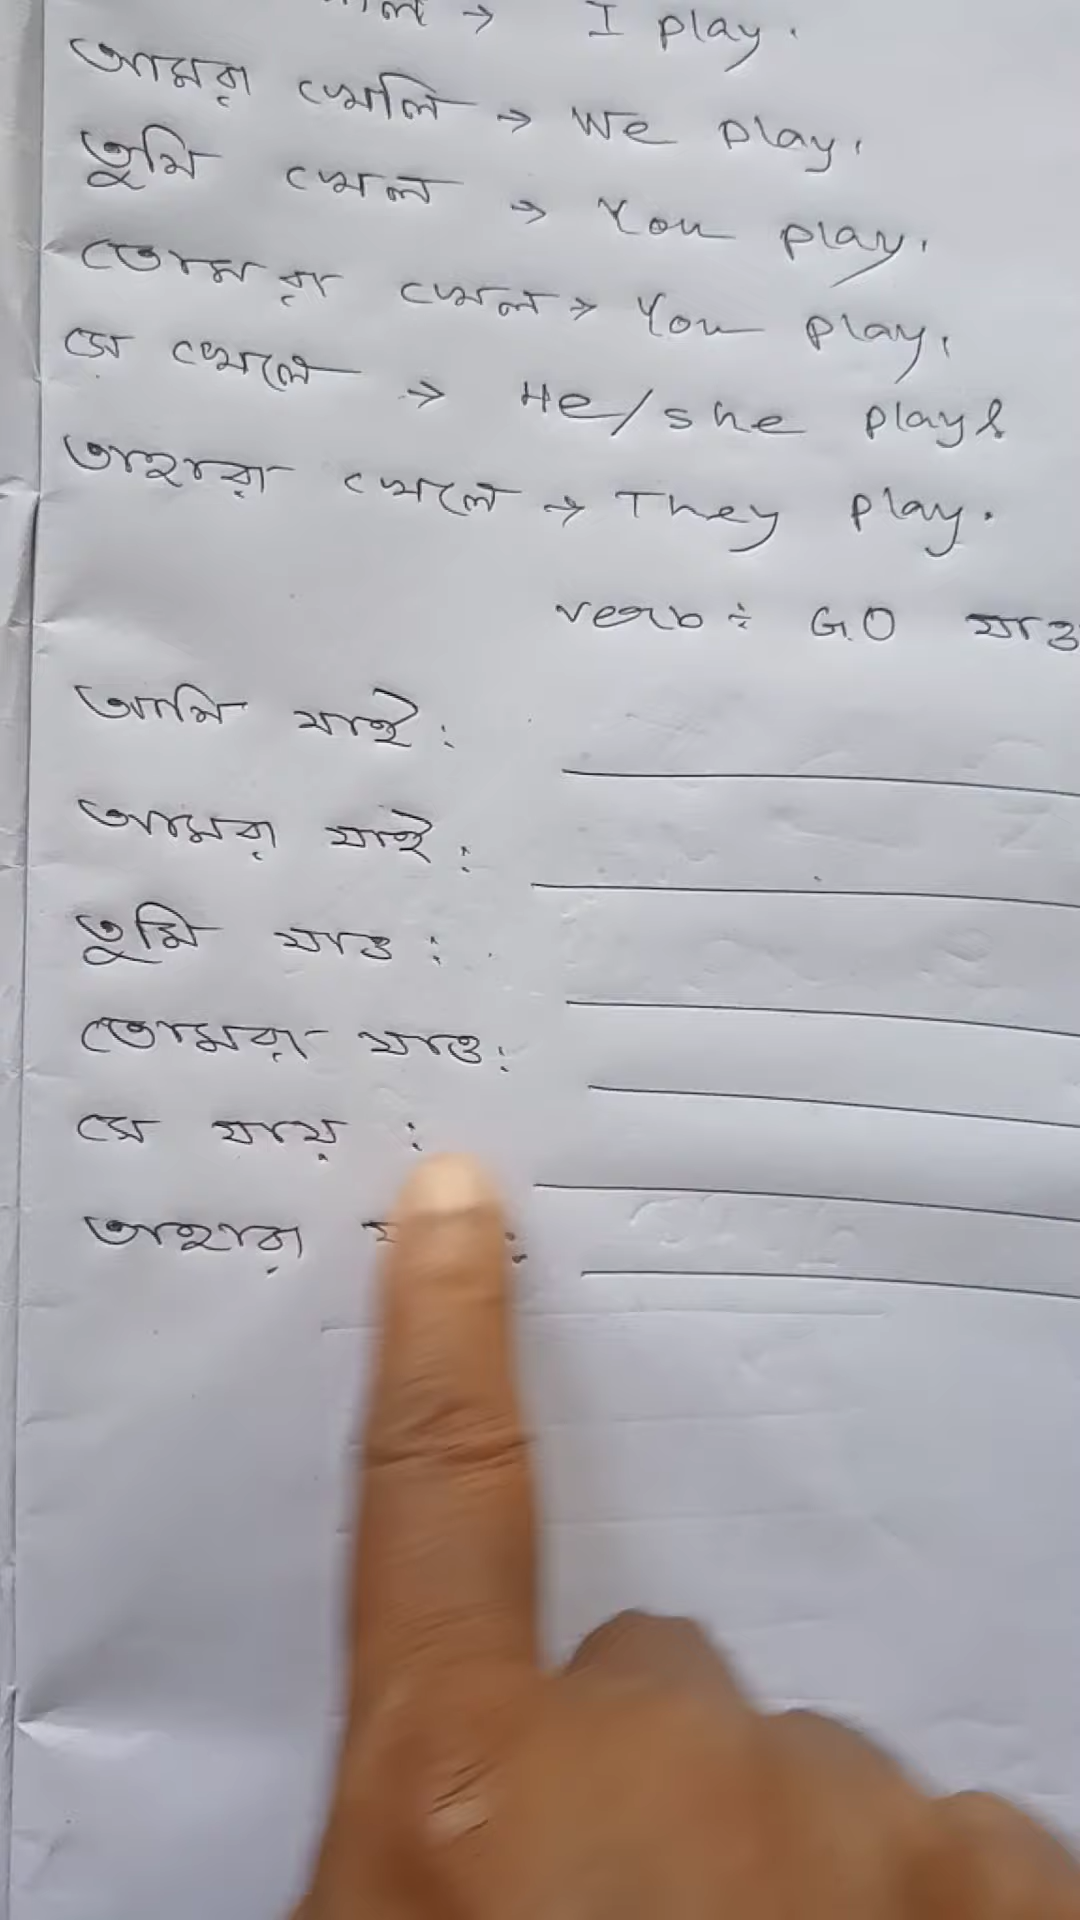 → I play.
আমরা খেলি → We play.
তুমি খেল → You play.
তোমরা খেল → You play.
সে খেলে → He/she plays
তাহারা খেলে → They play.
verb ÷ GO যাও
আমি যাই :
আমরা যাই :
তুমি যাও :
তোমরা যাও :
সে যায় :
তাহারা :